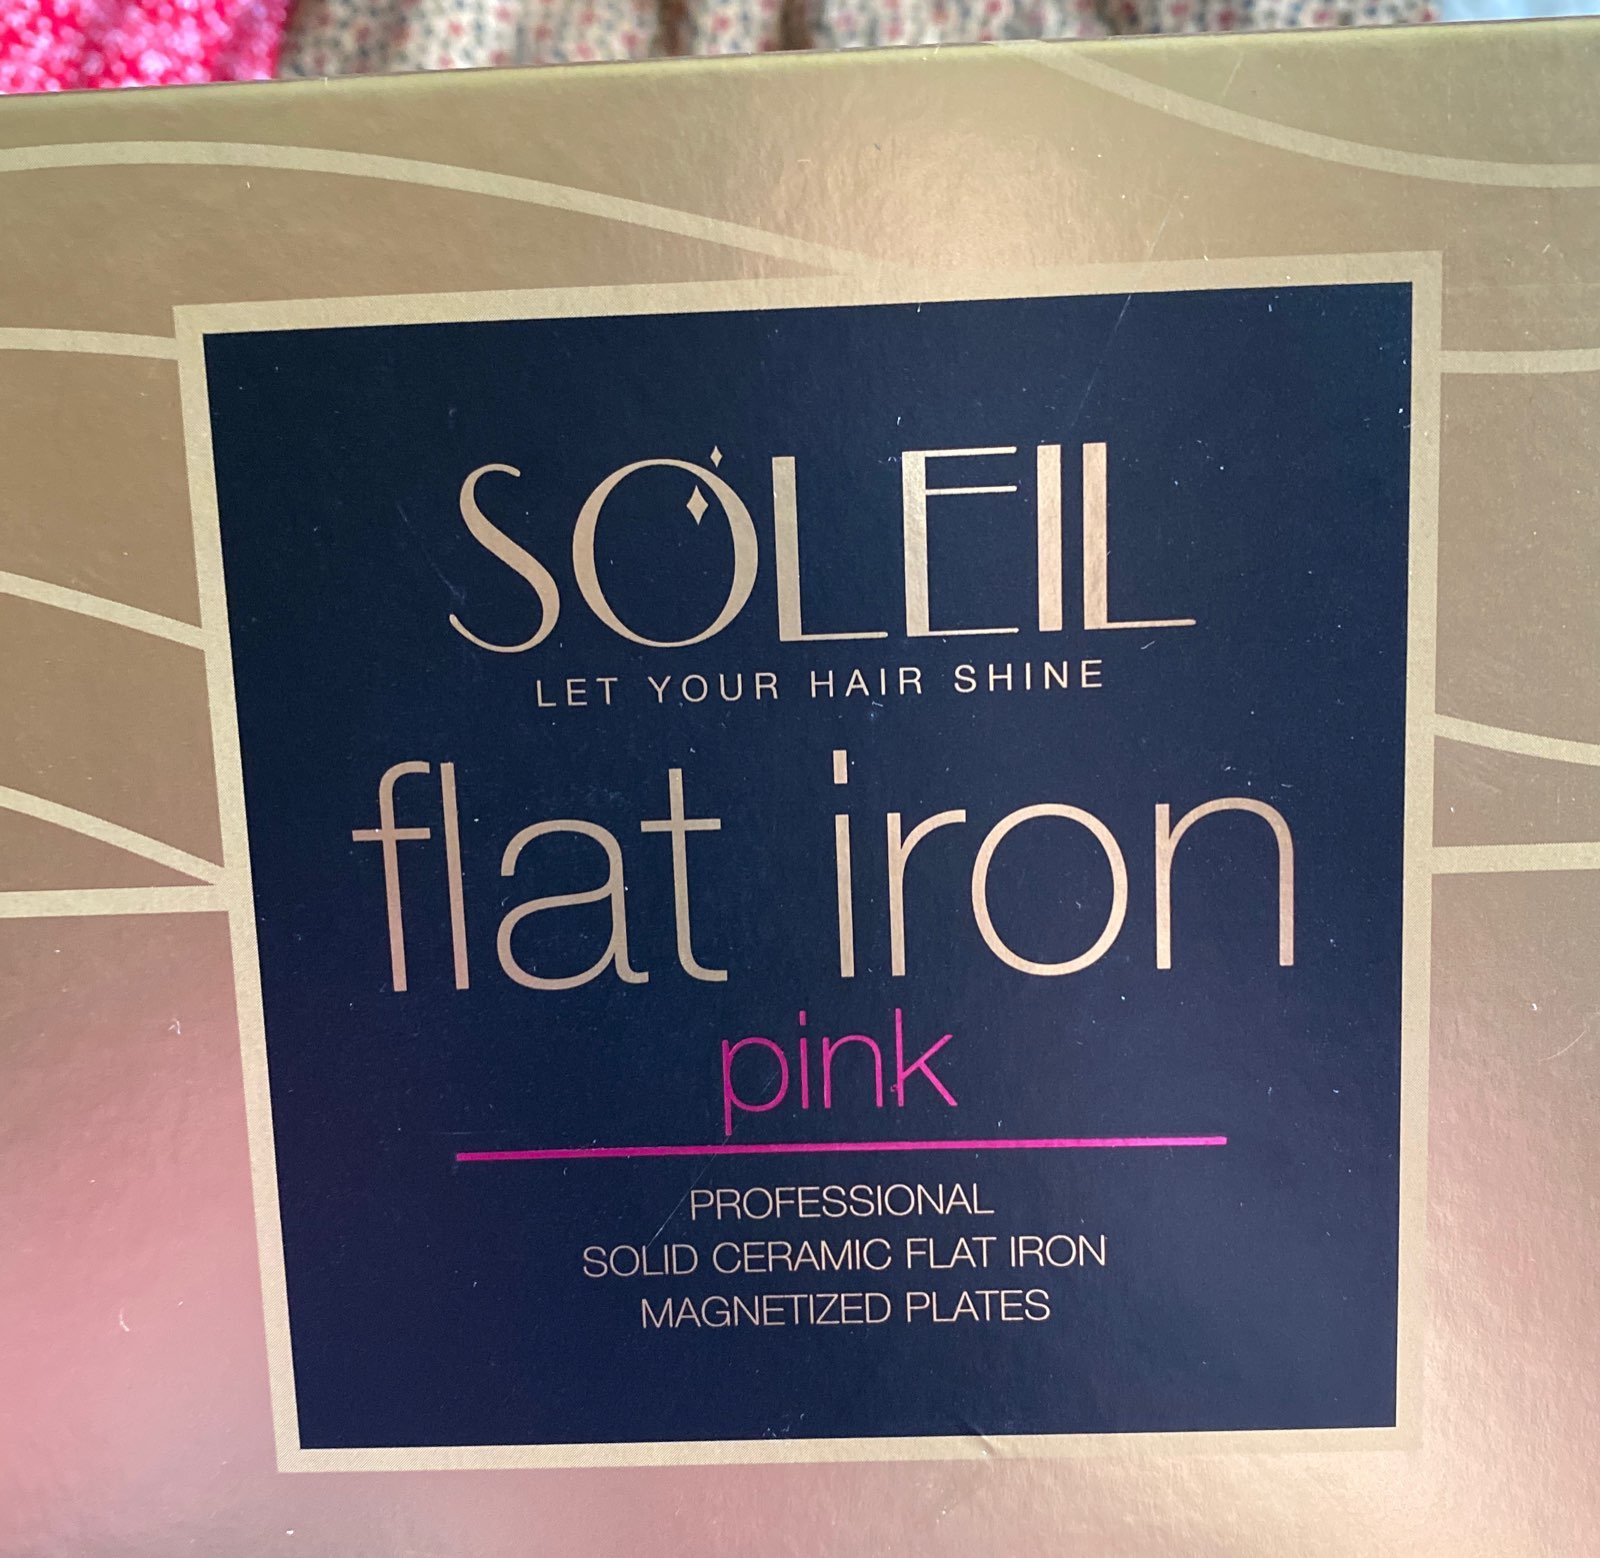 SOLEIL
LET YOUR HAIR SHINE
flat iron
pink
PROFESSIONAL
SOLID CERAMIC FLAT IRON
MAGNETIZED PLATES